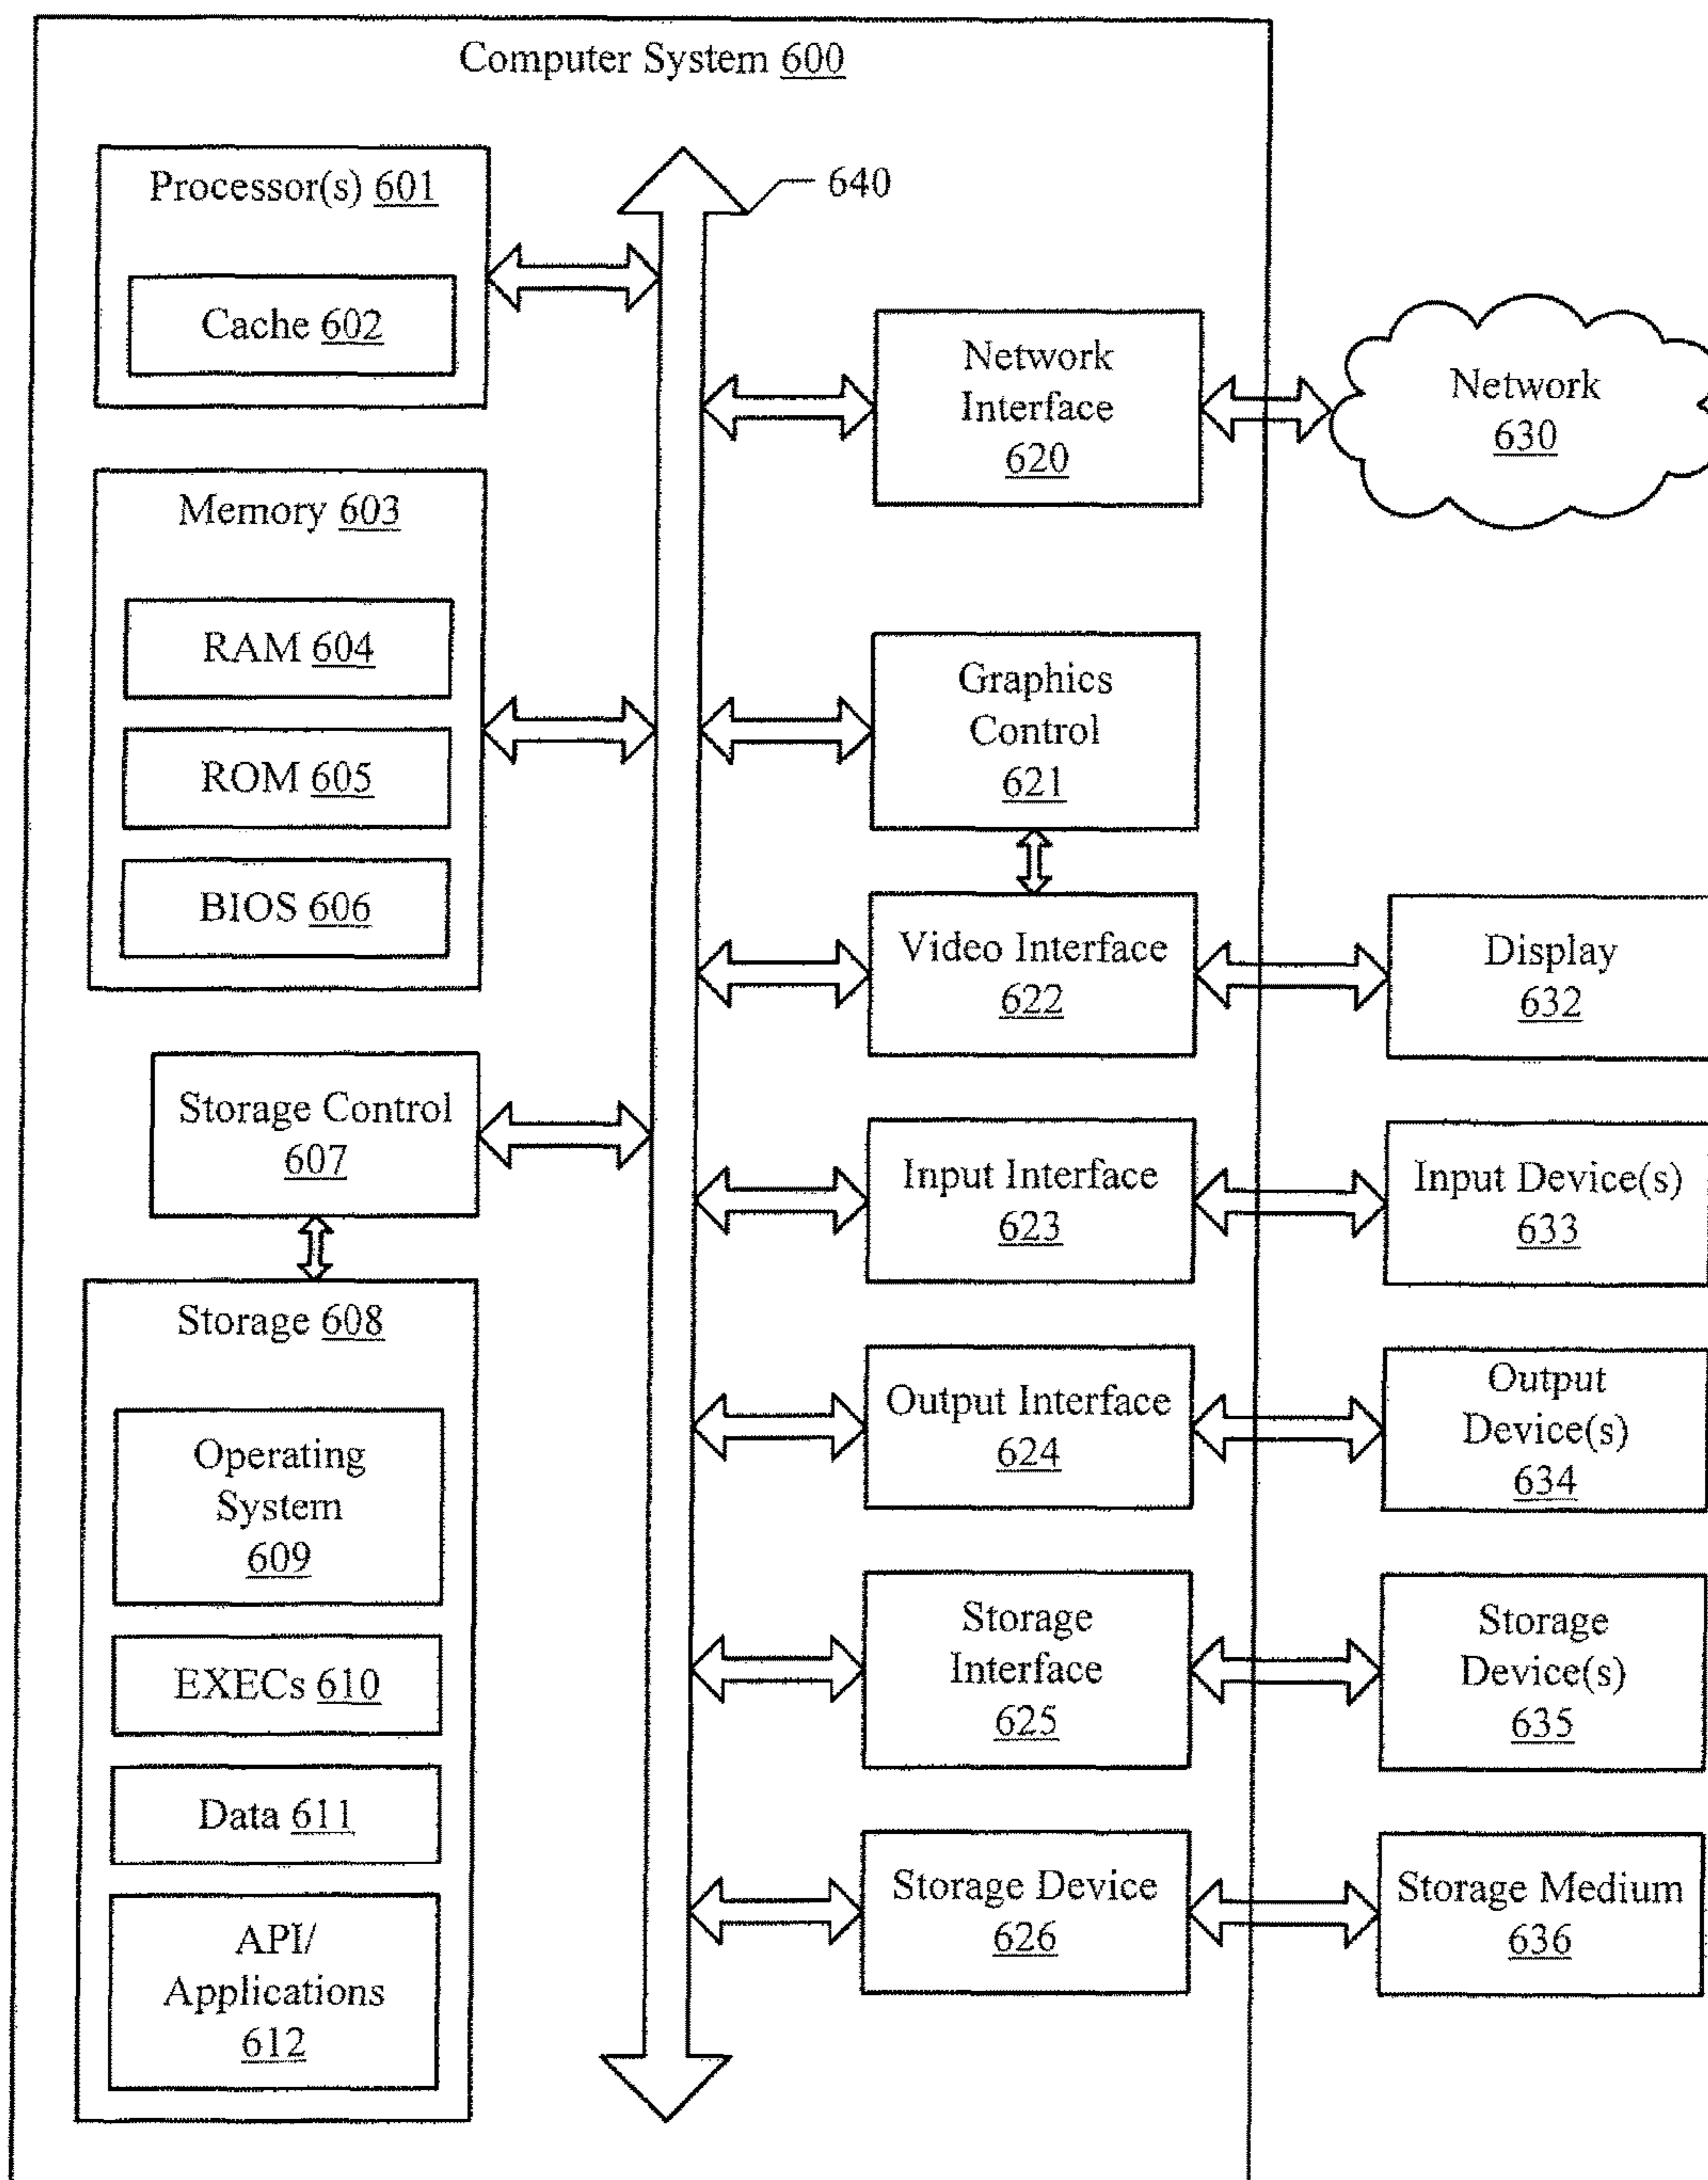 Computer System 600
640
Processor(s) 601
Cache 602
Memory 603
RAM 604
ROM 605
BIOS 606
Storage Control
607
Storage 608
Operating
System
609
EXECs 610
Data 611
API/
Applications
612
Network
Interface
620
Graphics
Control
621
Video Interface
622
Input Interface
623
Output Interface
624
Storage
Interface
625
Storage Device
626
Network
630
Display
632
Input Device(s)
633
Output
Device(s)
634
Storage
Device(s)
635
Storage Medium
636